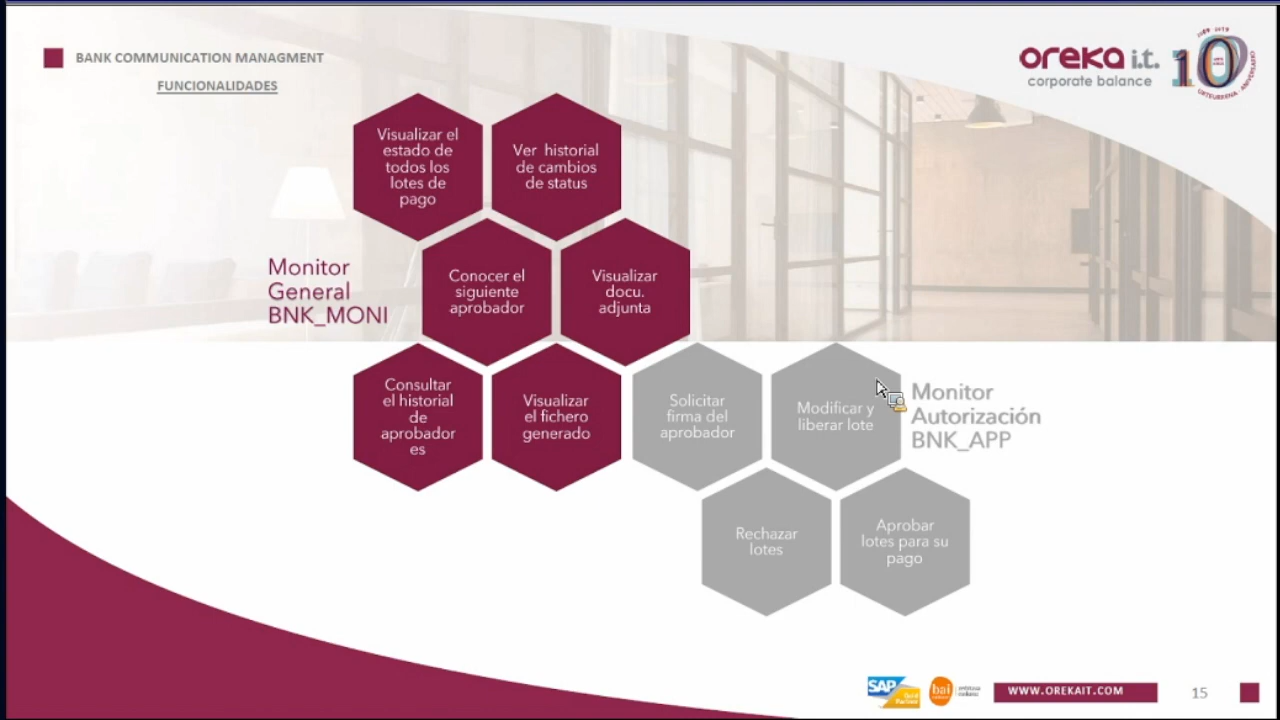 BANK COMMUNICATION MANAGMENT
FUNCIONALIDADES
oreka i.t.
corporate balance
10
Visualizar el
estado de
todos los
lotes de
pago
Ver historial
de cambios
de status
Monitor
General
BNK_MONI
Conocer el
siguiente
aprobador
Visualizar
docu.
adjunta
Consultar
el historial
de
aprobador
es
Visualizar
el fichero
generado
Solicitar
firma del
aprobador
Modificar y
liberar lote
Monitor
Autorización
BNK_APP
Rechazar
lotes
Aprobar
lotes para su
pago
SAP
bai
WWW.OREKAIT.COM
15